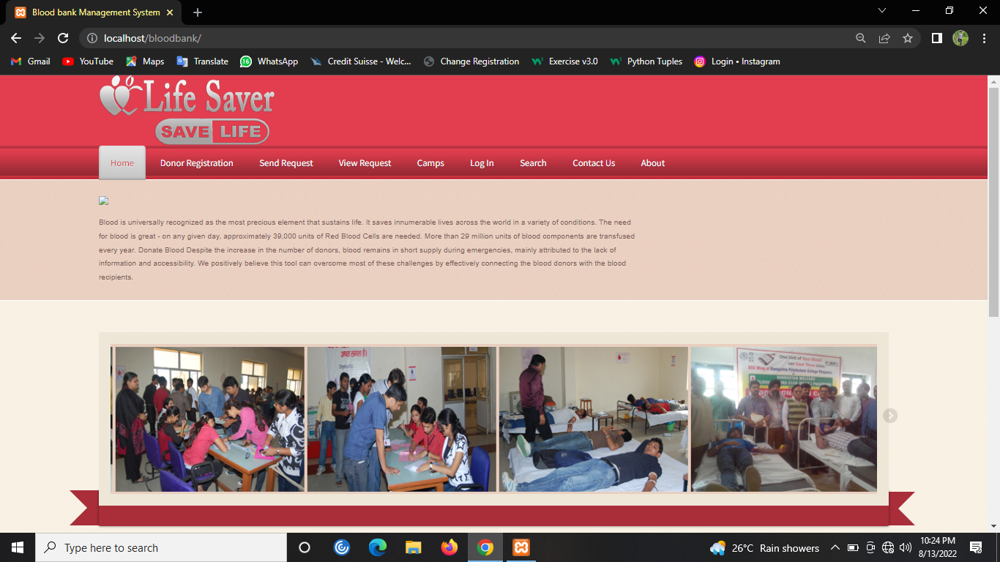 Blood bank Management System
localhost/bloodbank/
Gmail YouTube Maps Translate 16 WhatsApp Credit Suisse - Welc... Change Registration Exercise v3.0 Python Tuples Login • Instagram
Life Saver
SAVE LIFE
Home Donor Registration Send Request View Request Camps Log In Search Contact Us About
Blood is universally recognized as the most precious element that sustains life. It saves innumerable lives across the world in a variety of conditions. The need
for blood is great - on any given day, approximately 39,000 units of Red Blood Cells are needed. More than 29 million units of blood components are transfused
every year. Donate Blood Despite the increase in the number of donors, blood remains in short supply during emergencies, mainly attributed to the lack of
information and accessibility. We positively believe this tool can overcome most of these challenges by effectively connecting the blood donors with the blood
recipients.
One Unit of Your Blood
can Save Three Lives
HINDUSTAN WELFARE
Type here to search
26°C Rain showers
10:24 PM
8/13/2022